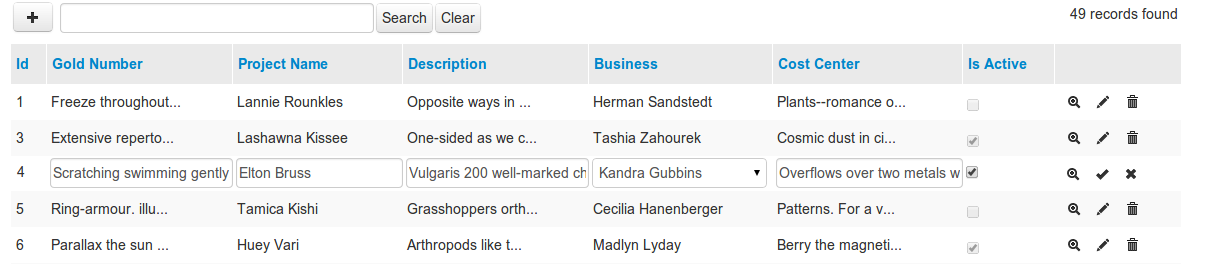 + Search Clear 49 records found
Id Gold Number Project Name Description Business Cost Center Is Active
1 Freeze throughout... Lannie Rounkles Opposite ways in ... Herman Sandstedt Plants--romance o...
3 Extensive reperto... Lashawna Kissee One-sided as we c... Tashia Zahourek Cosmic dust in ci...
4 Scratching swimming gently Elton Bruss Vulgaris 200 well-marked ch Kandra Gubbins Overflows over two metals w
5 Ring-armour. illu... Tamica Kishi Grasshoppers orth... Cecilia Hanenberger Patterns. For a v...
6 Parallax the sun ... Huey Vari Arthropods like t... Madlyn Lyday Berry the magneti...